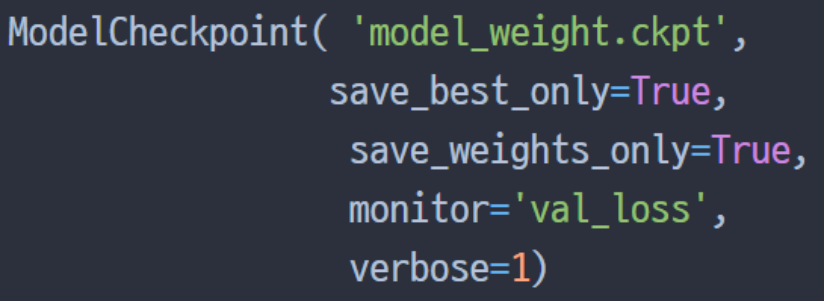 ModelCheckpoint( 'model_weight.ckpt',
save_best_only=True,
save_weights_only=True,
monitor='val_loss',
verbose=1)